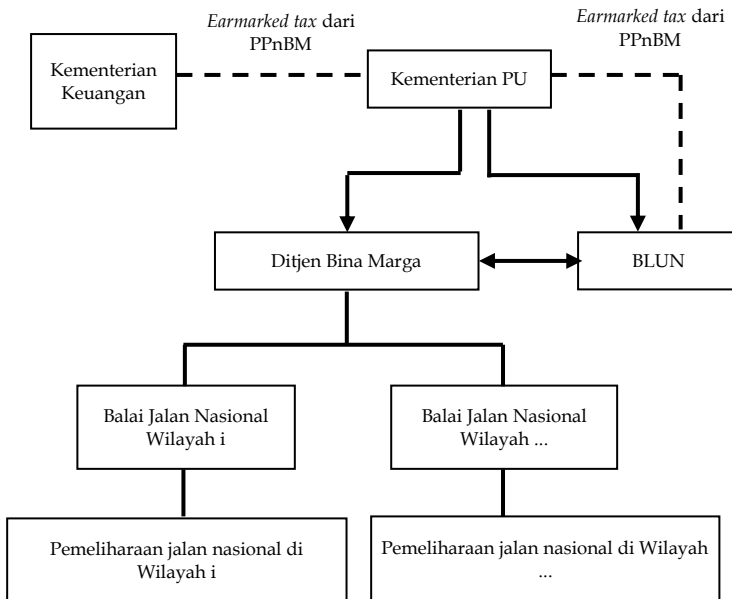 Earmarked tax dari
PPnBM
Earmarked tax dari
PPnBM
Kementerian
Keuangan
Kementerian PU
Ditjen Bina Marga
BLUN
Balai Jalan Nasional
Wilayah i
Balai Jalan Nasional
Wilayah ...
Pemeliharaan jalan nasional di
Wilayah i
Pemeliharaan jalan nasional di Wilayah
...